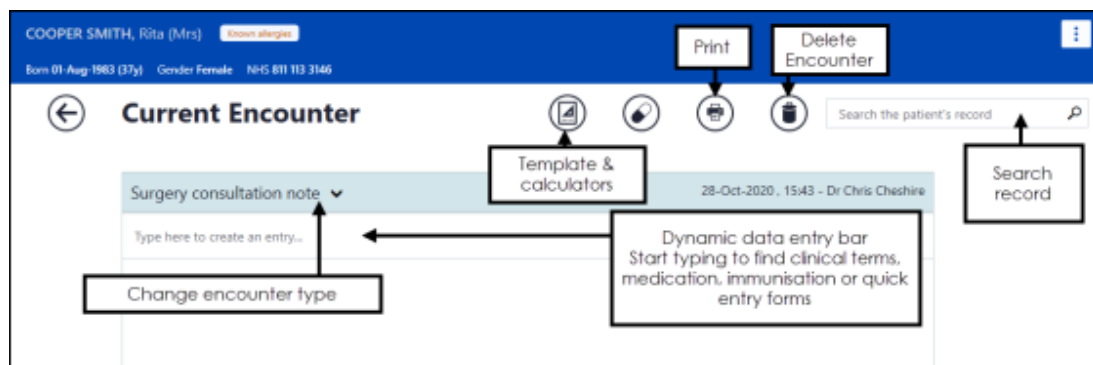 COOPER SMITH, Rita (Mrs) Known allergies
Born 01-Aug-1983 (37y) Gender Female NHS 811 113 3146
Print
Delete
Encounter
Current Encounter
Search the patient's record
Template &
calculators
Search
record
Surgery consultation note
28-Oct-2020 , 15:43 - Dr Chris Cheshire
Type here to create an entry...
Dynamic data entry bar
Start typing to find clinical terms,
medication, immunisation or quick
entry forms
Change encounter type